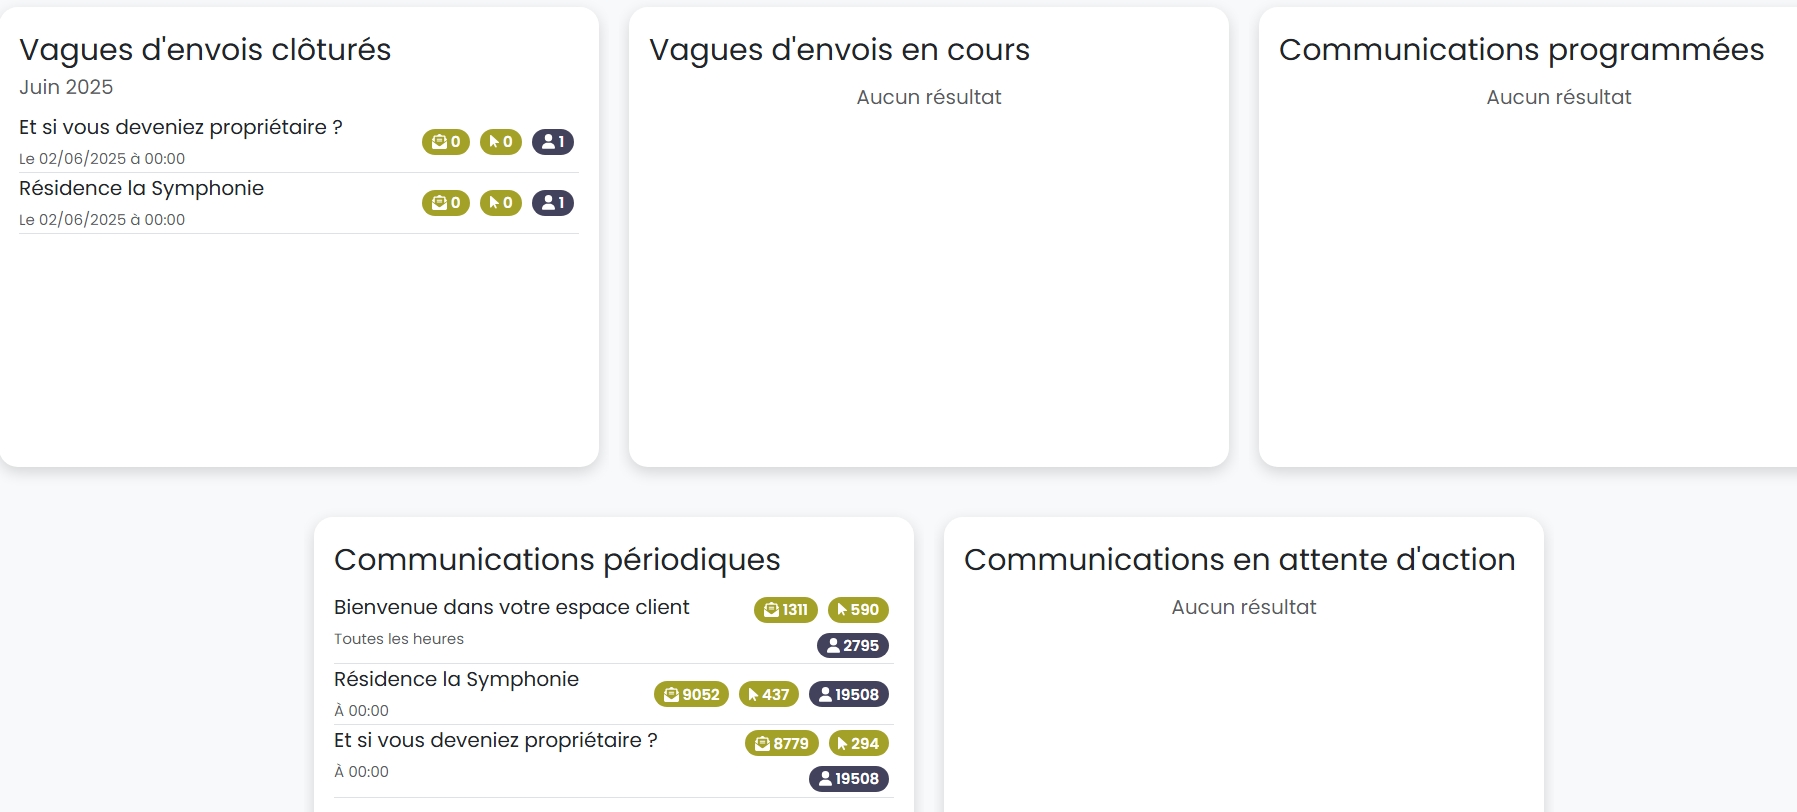 Vagues d'envois clôturés
Juin 2025
Et si vous deveniez propriétaire ?
0 0 1
Le 02/06/2025 à 00:00
Résidence la Symphonie
0 0 1
Le 02/06/2025 à 00:00
Vagues d'envois en cours
Aucun résultat
Communications programmées
Aucun résultat
Communications périodiques
Bienvenue dans votre espace client
1311 590
Toutes les heures
2795
Résidence la Symphonie
9052 437 19508
À 00:00
Et si vous deveniez propriétaire ?
8779 294
À 00:00
19508
Communications en attente d'action
Aucun résultat